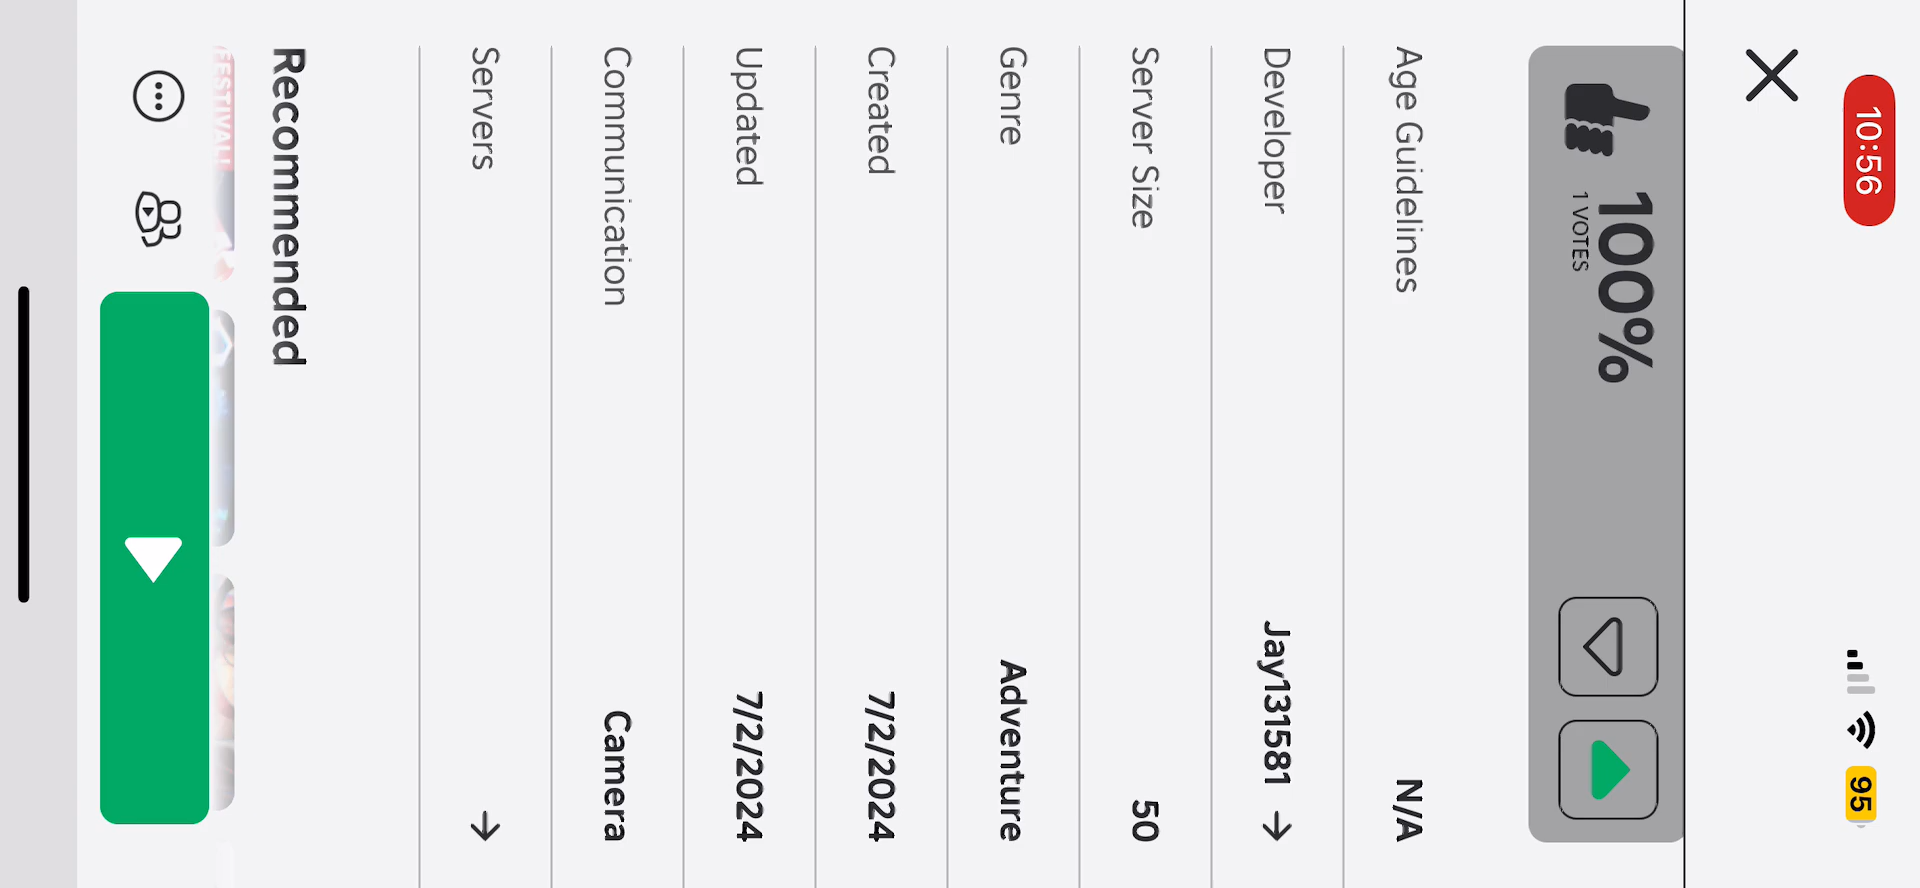 10:56
95
100%
1 VOTES
Age Guidelines N/A
Developer Jay131581
Server Size 50
Genre Adventure
Created 7/2/2024
Updated 7/2/2024
Communication Camera
Servers
Recommended
FESTIVAL!